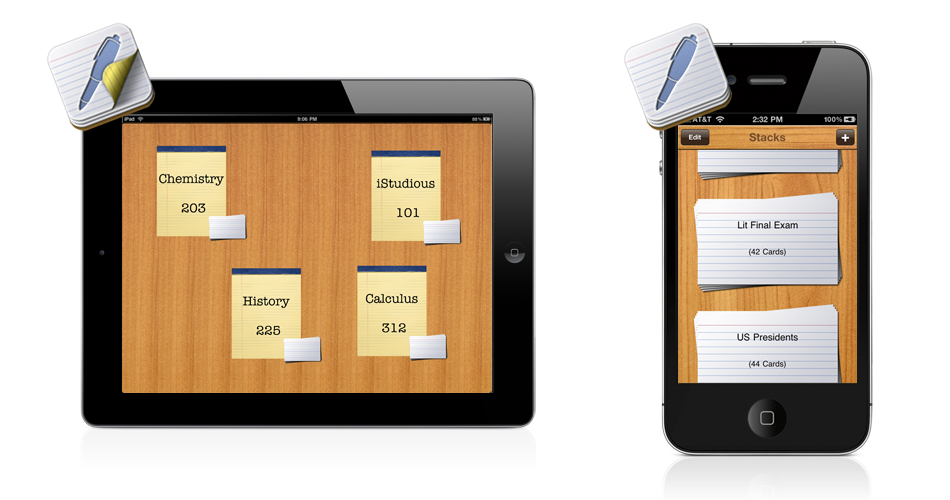 iPad
9:06 PM
88%
Chemistry
203
iStudious
101
History
225
Calculus
312
AT&T
2:32 PM
100%
Edit
Stacks
+
Lit Final Exam
(42 Cards)
US Presidents
(44 Cards)